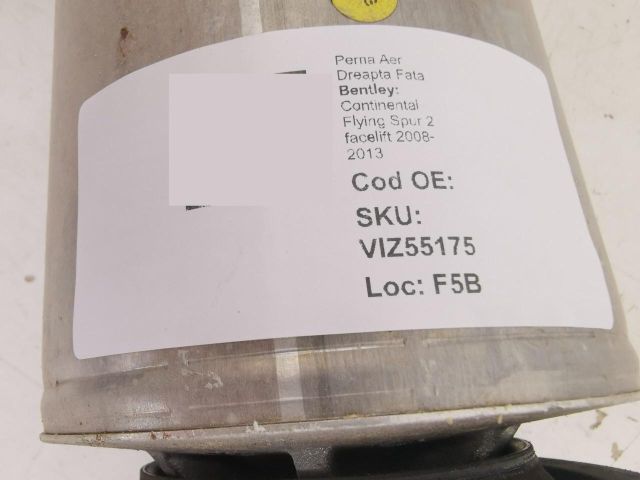 Perna Aer
Dreapta Fata
Bentley:
Continental
Flying Spur 2
facelift 2008-
2013
Cod OE:
SKU:
VIZ55175
Loc: F5B